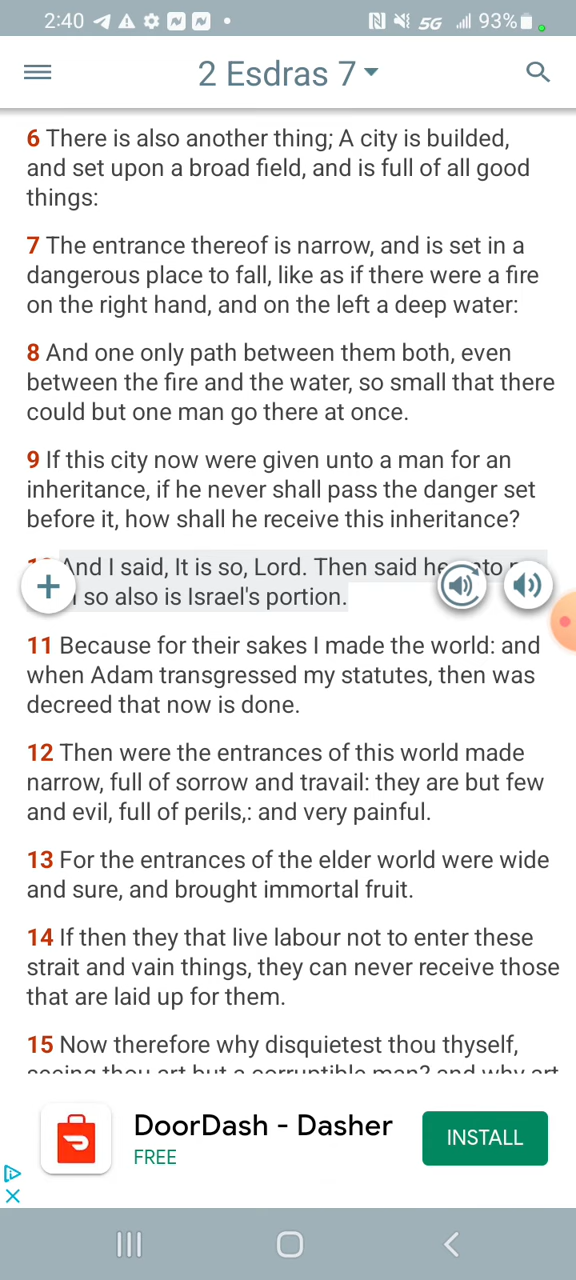 2:40 5G 93%
2 Esdras 7
6 There is also another thing; A city is builded,
and set upon a broad field, and is full of all good
things:
7 The entrance thereof is narrow, and is set in a
dangerous place to fall, like as if there were a fire
on the right hand, and on the left a deep water:
8 And one only path between them both, even
between the fire and the water, so small that there
could but one man go there at once.
9 If this city now were given unto a man for an
inheritance, if he never shall pass the danger set
before it, how shall he receive this inheritance?
And I said, It is so, Lord. Then said he
so also is Israel's portion.
11 Because for their sakes I made the world: and
when Adam transgressed my statutes, then was
decreed that now is done.
12 Then were the entrances of this world made
narrow, full of sorrow and travail: they are but few
and evil, full of perils,: and very painful.
13 For the entrances of the elder world were wide
and sure, and brought immortal fruit.
14 If then they that live labour not to enter these
strait and vain things, they can never receive those
that are laid up for them.
15 Now therefore why disquietest thou thyself,
seeing thou art but a corruptible man? and why art
DoorDash - Dasher
FREE
INSTALL